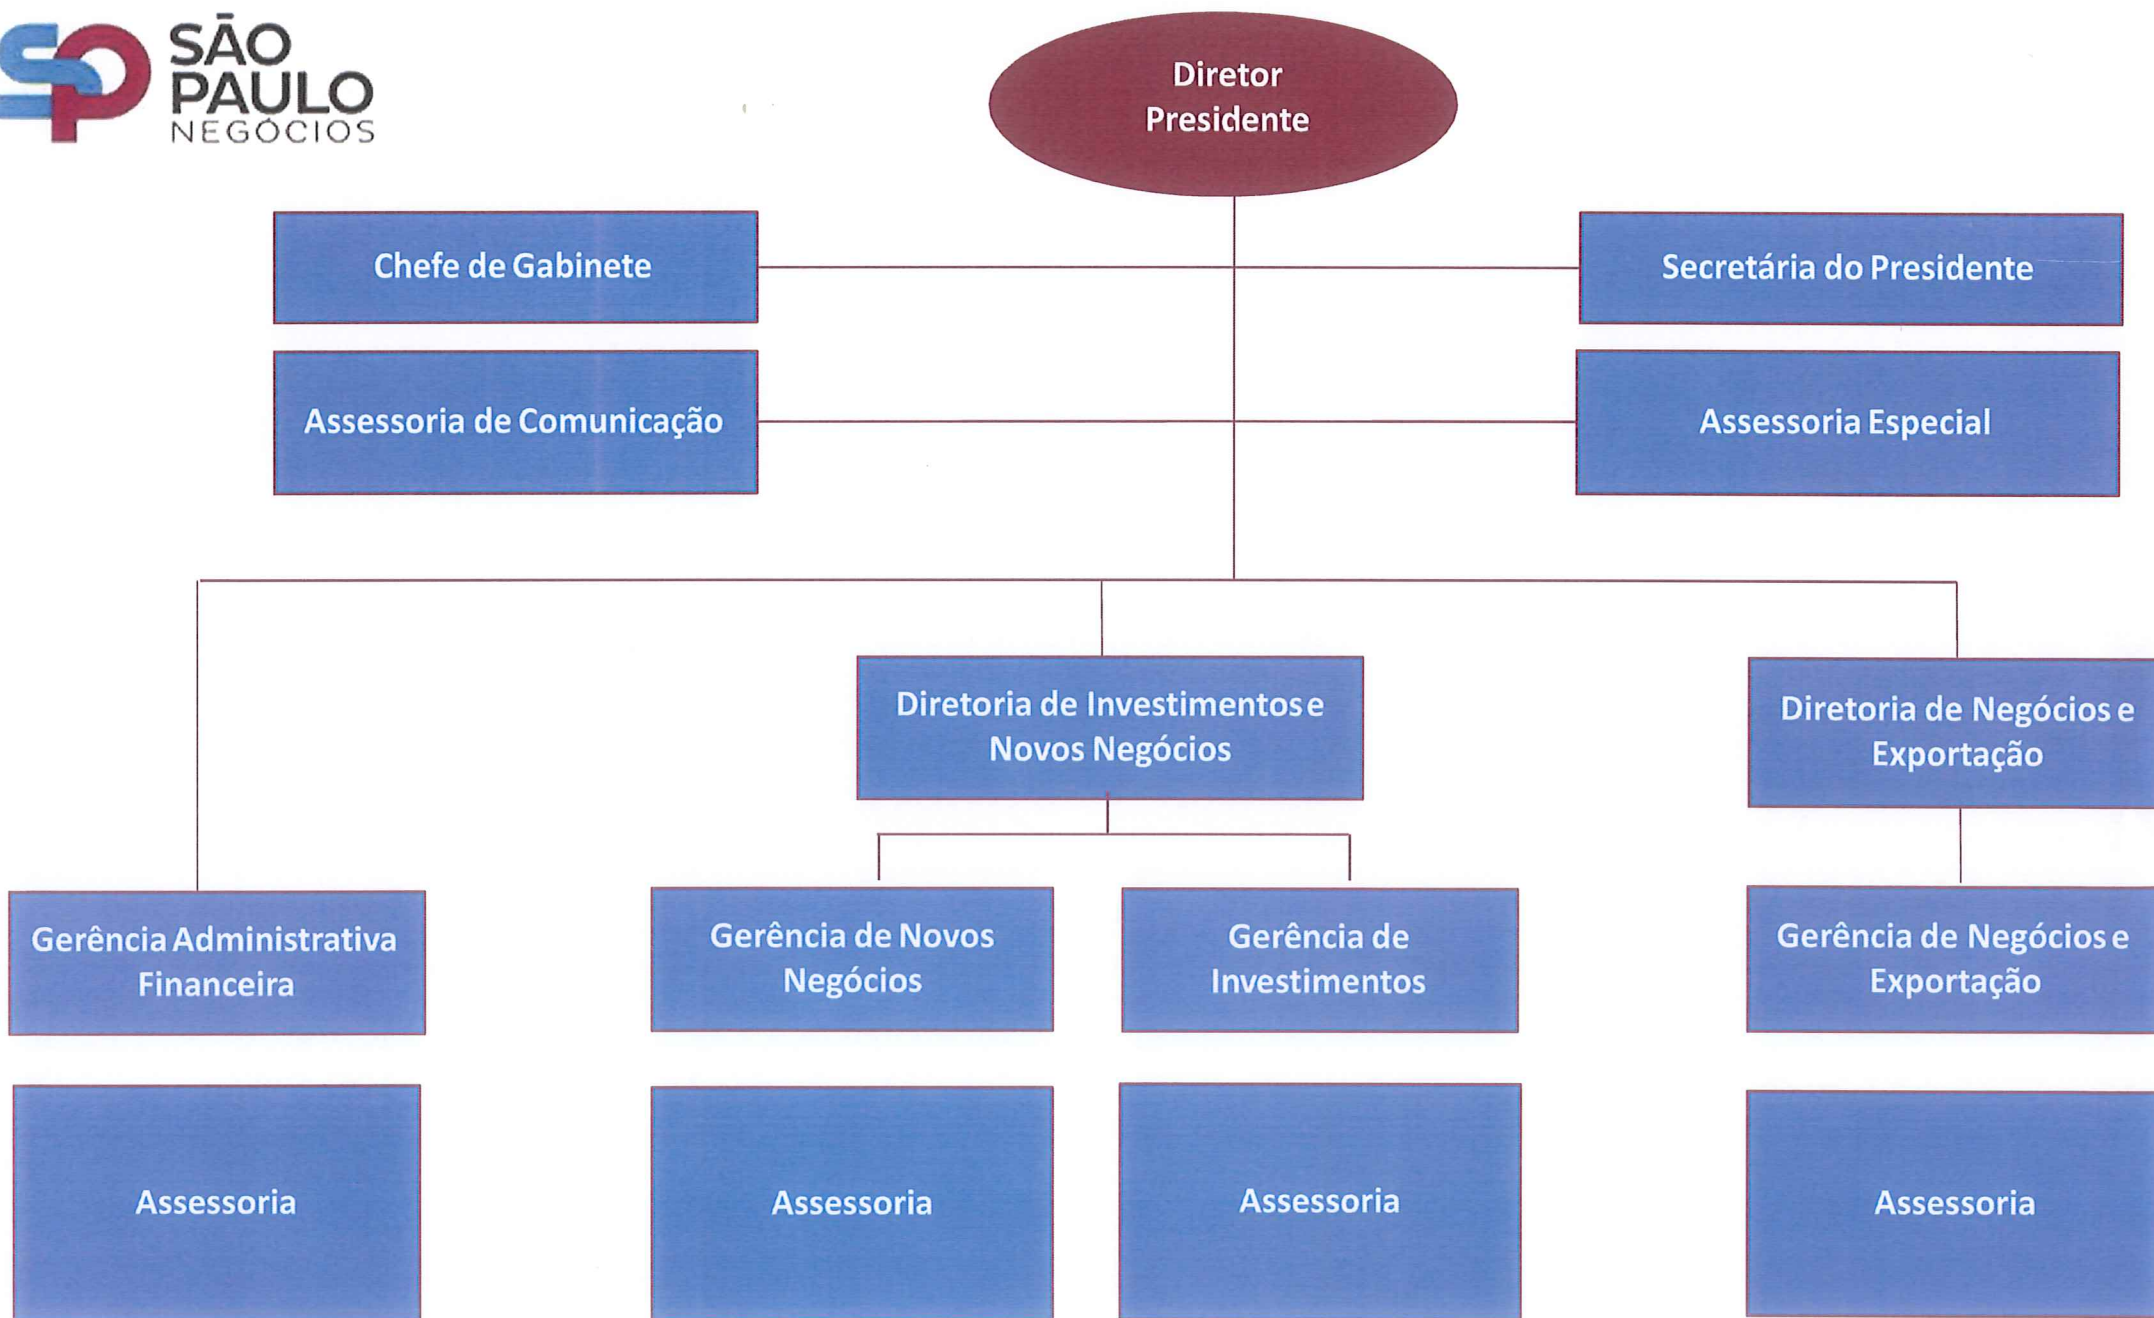 SÃO
PAULO
NEGÓCIOS
Diretor
Presidente
Chefe de Gabinete
Secretária do Presidente
Assessoria de Comunicação
Assessoria Especial
Diretoria de Investimentos e
Novos Negócios
Diretoria de Negócios e
Exportação
Gerência Administrativa
Financeira
Gerência de Novos
Negócios
Gerência de
Investimentos
Gerência de Negócios e
Exportação
Assessoria
Assessoria
Assessoria
Assessoria